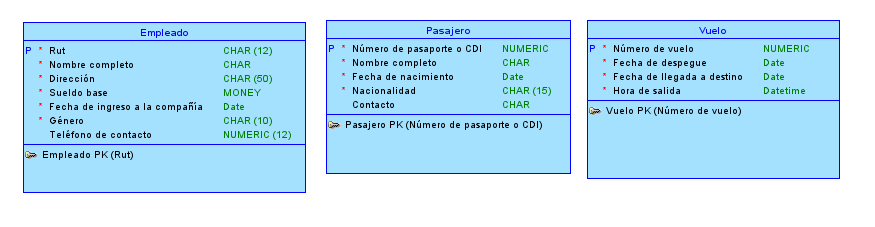 Empleado
P * Rut CHAR (12)
* Nombre completo CHAR
* Dirección CHAR (50)
* Sueldo base MONEY
* Fecha de ingreso a la compañía Date
* Género CHAR (10)
Teléfono de contacto NUMERIC (12)
Empleado PK (Rut)
Pasajero
P * Número de pasaporte o CDI NUMERIC
* Nombre completo CHAR
* Fecha de nacimiento Date
* Nacionalidad CHAR (15)
Contacto CHAR
Pasajero PK (Número de pasaporte o CDI)
Vuelo
P * Número de vuelo NUMERIC
* Fecha de despegue Date
* Fecha de llegada a destino Date
* Hora de salida Datetime
Vuelo PK (Número de vuelo)